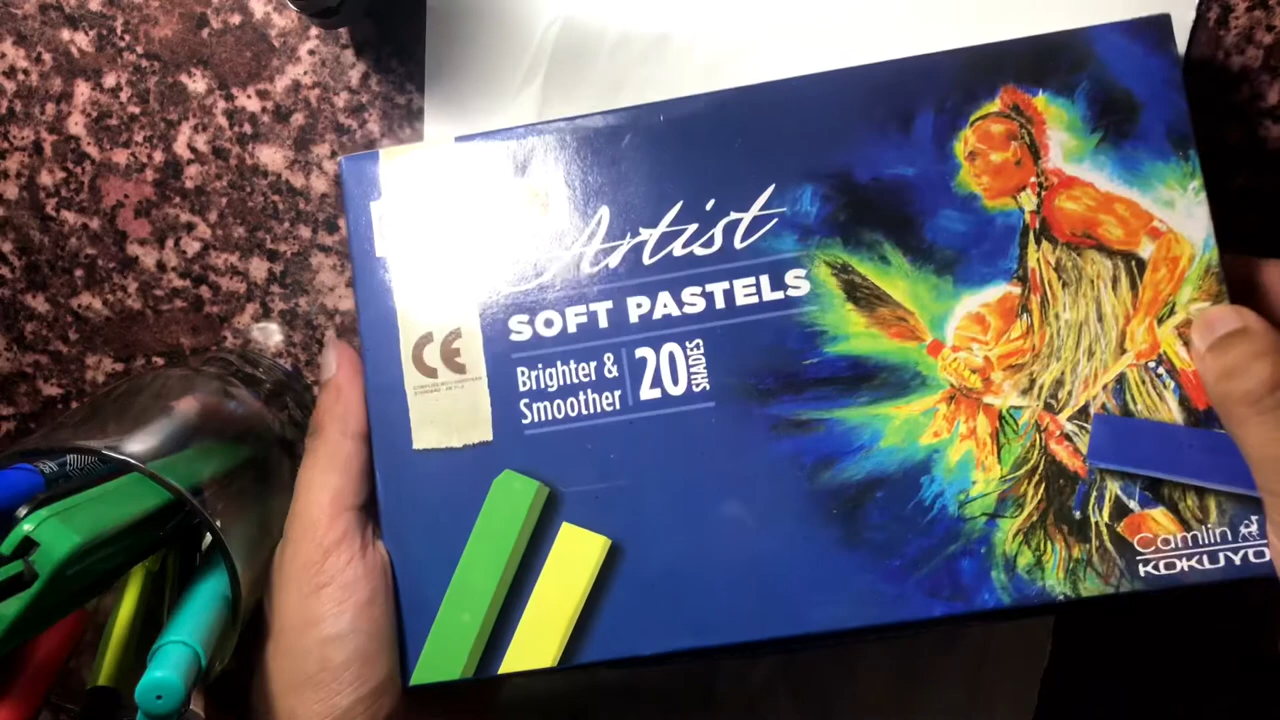 Artist
SOFT PASTELS
Brighter &
Smoother
20
SHADES
CE
Camlin
KOKUYO